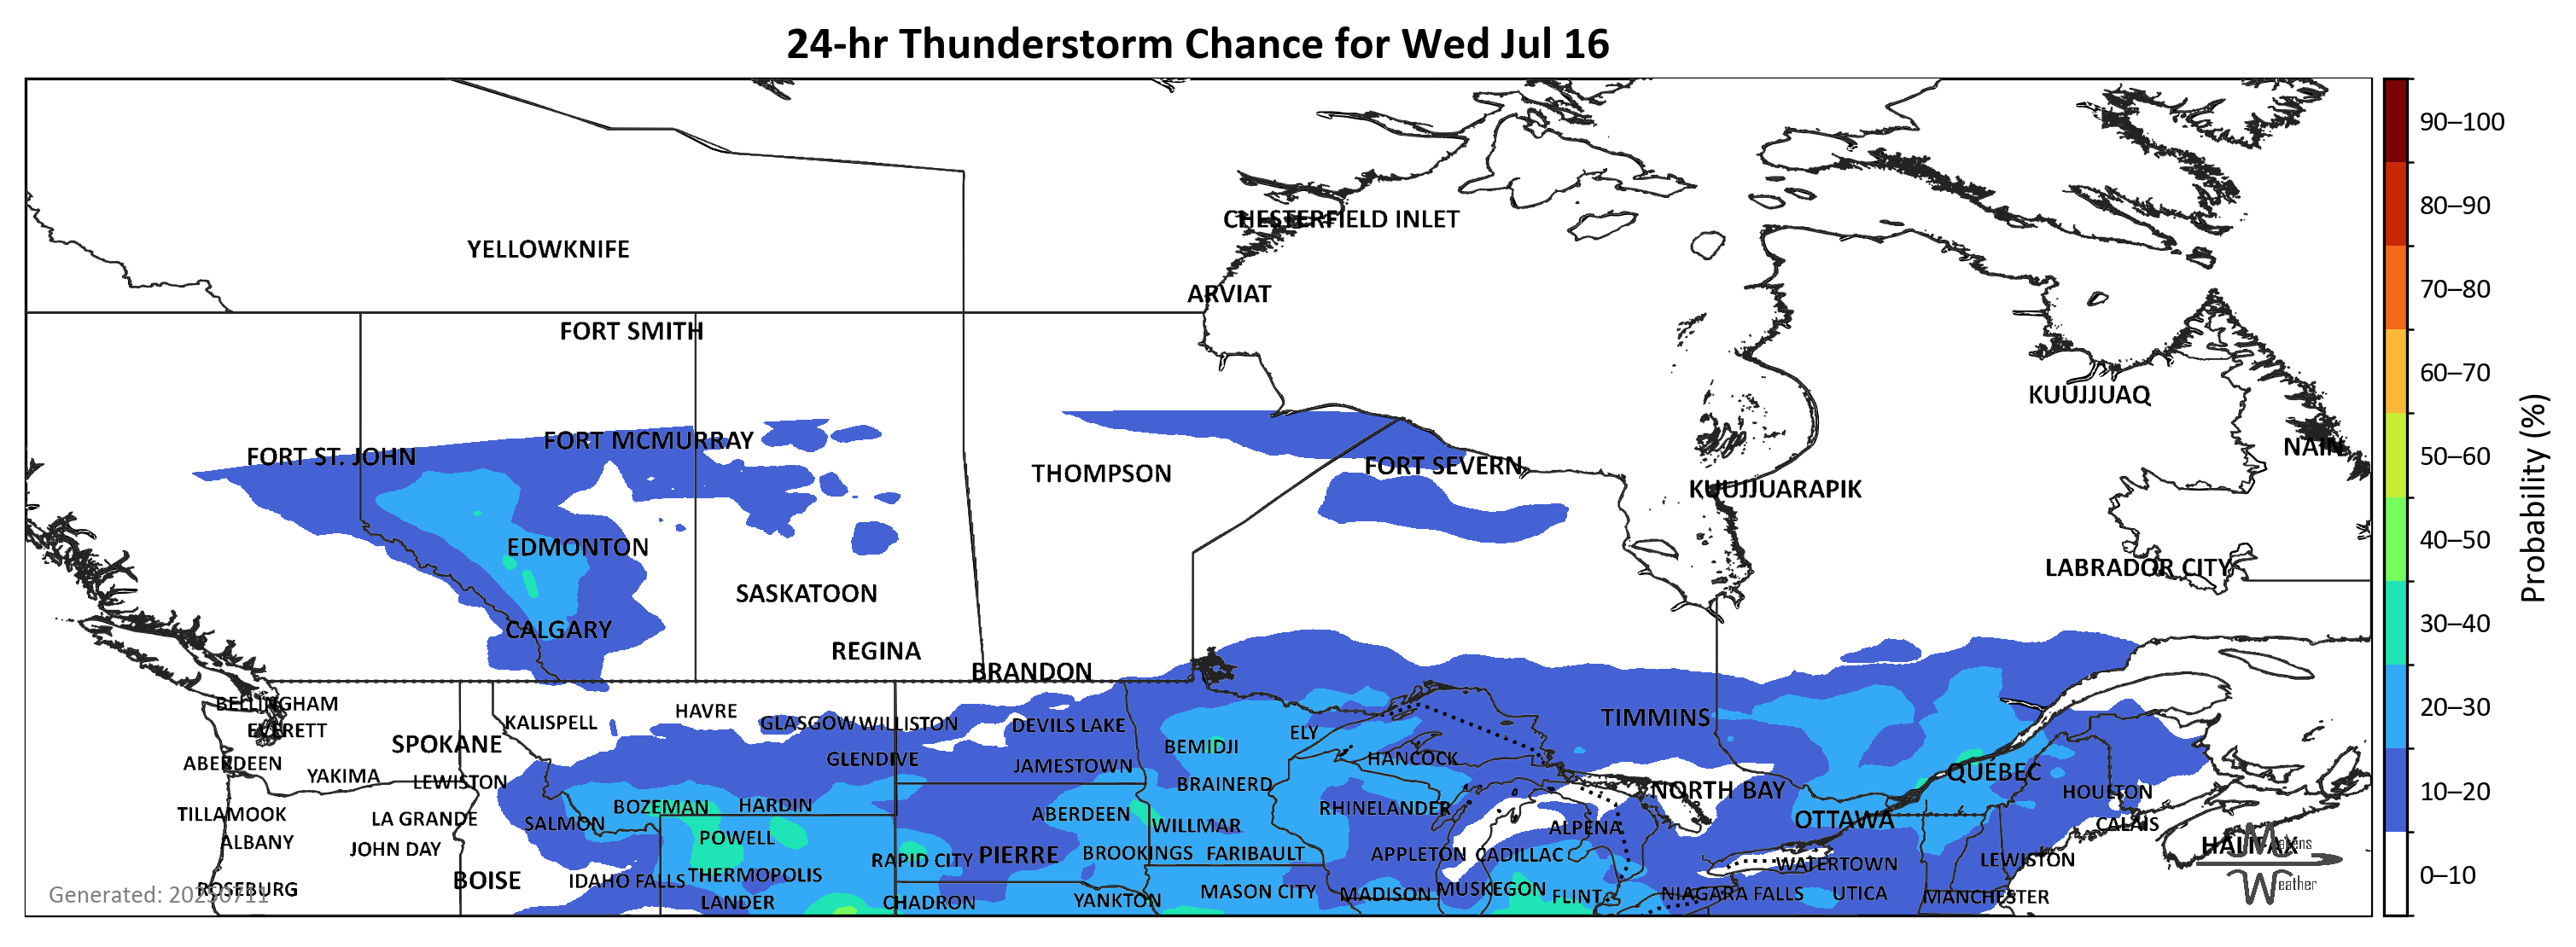 24-hr Thunderstorm Chance for Wed Jul 16
90–100
80–90
CHESTERFIELD INLET
YELLOWKNIFE
70–80
ARVIAT
FORT SMITH
60–70
KUUJJUAQ
FORT MCMURRAY
NAIN
FORT ST. JOHN
50–60
FORT SEVERN
THOMPSON
KUUJJUARAPIK
Probability (%)
40–50
EDMONTON
LABRADOR CITY
SASKATOON
30–40
CALGARY
REGINA
BRANDON
BELLINGHAM
20–30
HAVRE
TIMMINS
KALISPELL
GLASGOW
WILLISTON
DEVILS LAKE
EVERETT
ELY
SPOKANE
BEMIDJI
GLENDIVE
HANCOCK
ABERDEEN
JAMESTOWN
QUÉBEC
YAKIMA
LEWISTON
BRAINERD
NORTH BAY
HOULTON
10–20
BOZEMAN
HARDIN
RHINELANDER
TILLAMOOK
ABERDEEN
LA GRANDE
OTTAWA
SALMON
WILLMAR
ALPENA
CALAIS
POWELL
ALBANY
HALIFAX
Makens
JOHN DAY
BROOKINGS
FARIBAULT
APPLETON
CADILLAC
PIERRE
RAPID CITY
LEWISTON
WATERTOWN
THERMOPOLIS
0–10
BOISE
IDAHO FALLS
Weather
ROSEBURG
Generated: 20250711
MUSKEGON
MASON CITY
MADISON
NIAGARA FALLS
UTICA
FLINT
MANCHESTER
YANKTON
LANDER
CHADRON